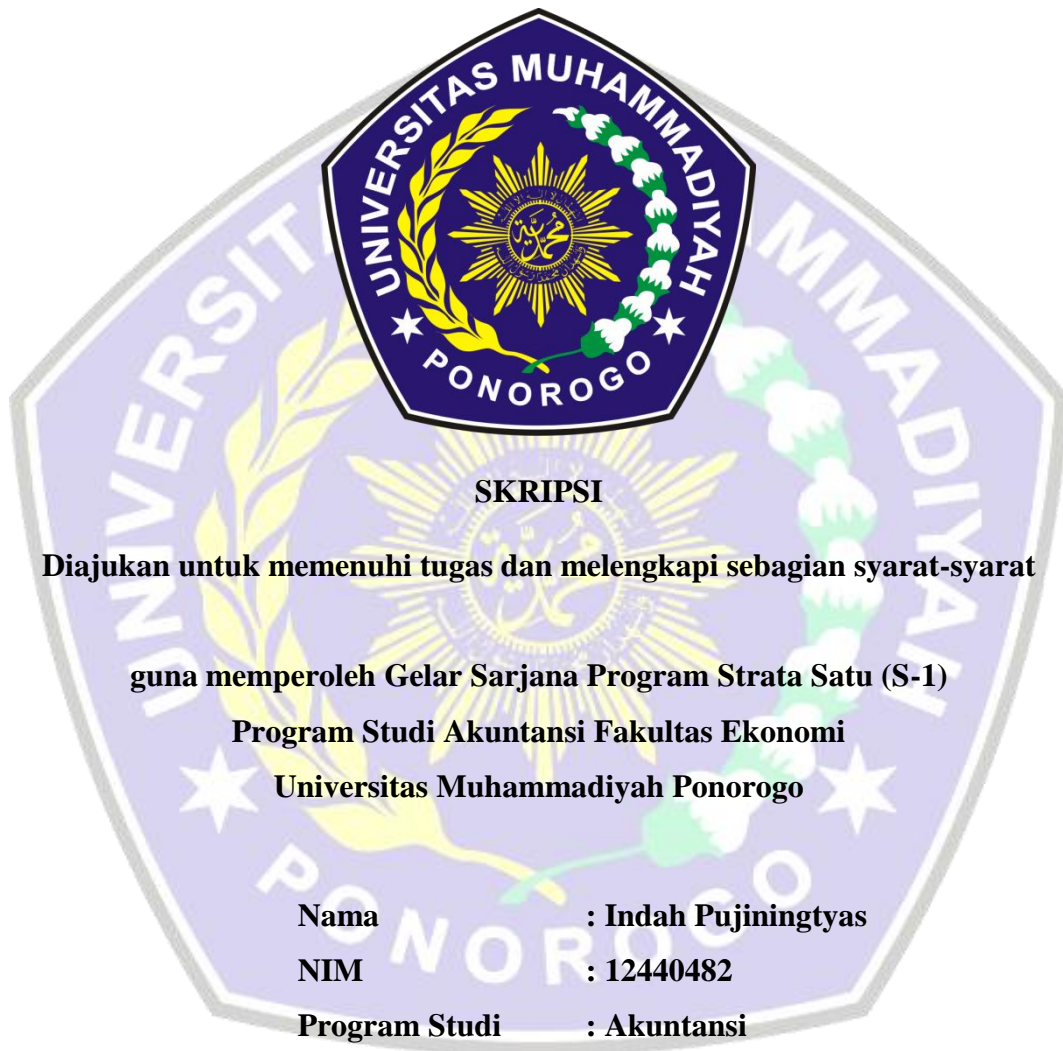 UNIVERSITAS MUHAMMADIYAH
PONOROGO
SKRIPSI
Diajukan untuk memenuhi tugas dan melengkapi sebagian syarat-syarat
guna memperoleh Gelar Sarjana Program Strata Satu (S-1)
Program Studi Akuntansi Fakultas Ekonomi
Universitas Muhammadiyah Ponorogo
Nama : Indah Pujiningtyas
NIM : 12440482
Program Studi : Akuntansi